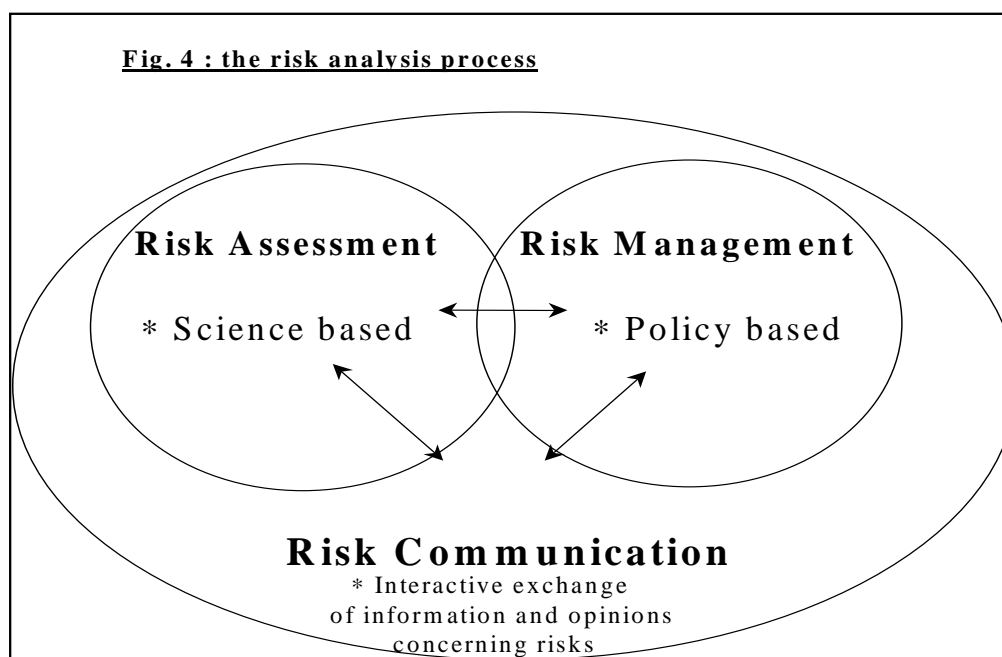 Fig. 4 : the risk analysis process
Risk Assessment
* Science based
Risk Management
* Policy based
Risk Communication
* Interactive exchange
of information and opinions
concerning risks